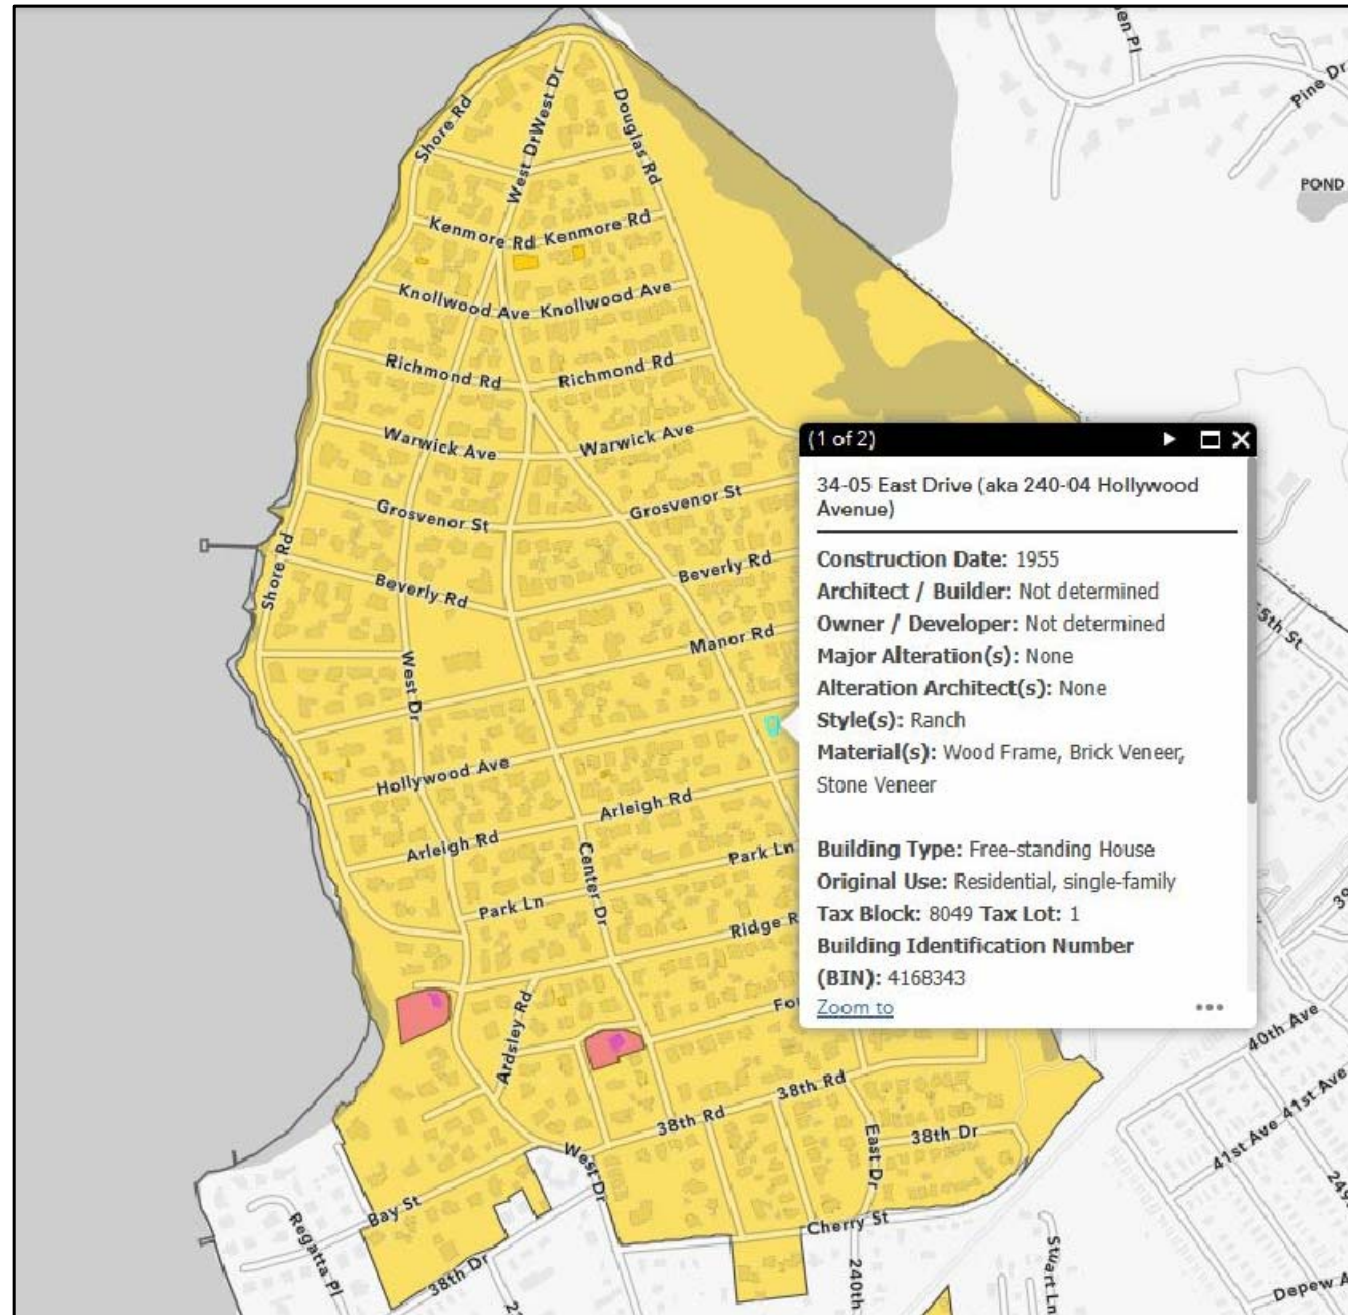 en Pl
Pine Dr
POND
Shore Rd
West Dr
West Dr
Douglas Rd
Kenmore Rd
Kenmore Rd
Knollwood Ave
Knollwood Ave
Richmond Rd
Richmond Rd
Warwick Ave
Warwick Ave
Grosvenor St
Grosvenor St
Shore Rd
Beverly Rd
Beverly Rd
Manor Rd
West Dr
Hollywood Ave
Arleigh Rd
Arleigh Rd
Center Dr
Park Ln
Park Ln
Ridge R
Ardsley Rd
Fo
38th Rd
38th Rd
East Dr
38th Dr
West Dr
Bay St
Cherry St
Regatta Pl
38th Dr
240th
Stuart Ln
Depew A
40th Ave
41st Ave
41st Ave
249
39
5th St
(1 of 2)
34-05 East Drive (aka 240-04 Hollywood
Avenue)
Construction Date: 1955
Architect / Builder: Not determined
Owner / Developer: Not determined
Major Alteration(s): None
Alteration Architect(s): None
Style(s): Ranch
Material(s): Wood Frame, Brick Veneer,
Stone Veneer
Building Type: Free-standing House
Original Use: Residential, single-family
Tax Block: 8049 Tax Lot: 1
Building Identification Number
(BIN): 4168343
Zoom to